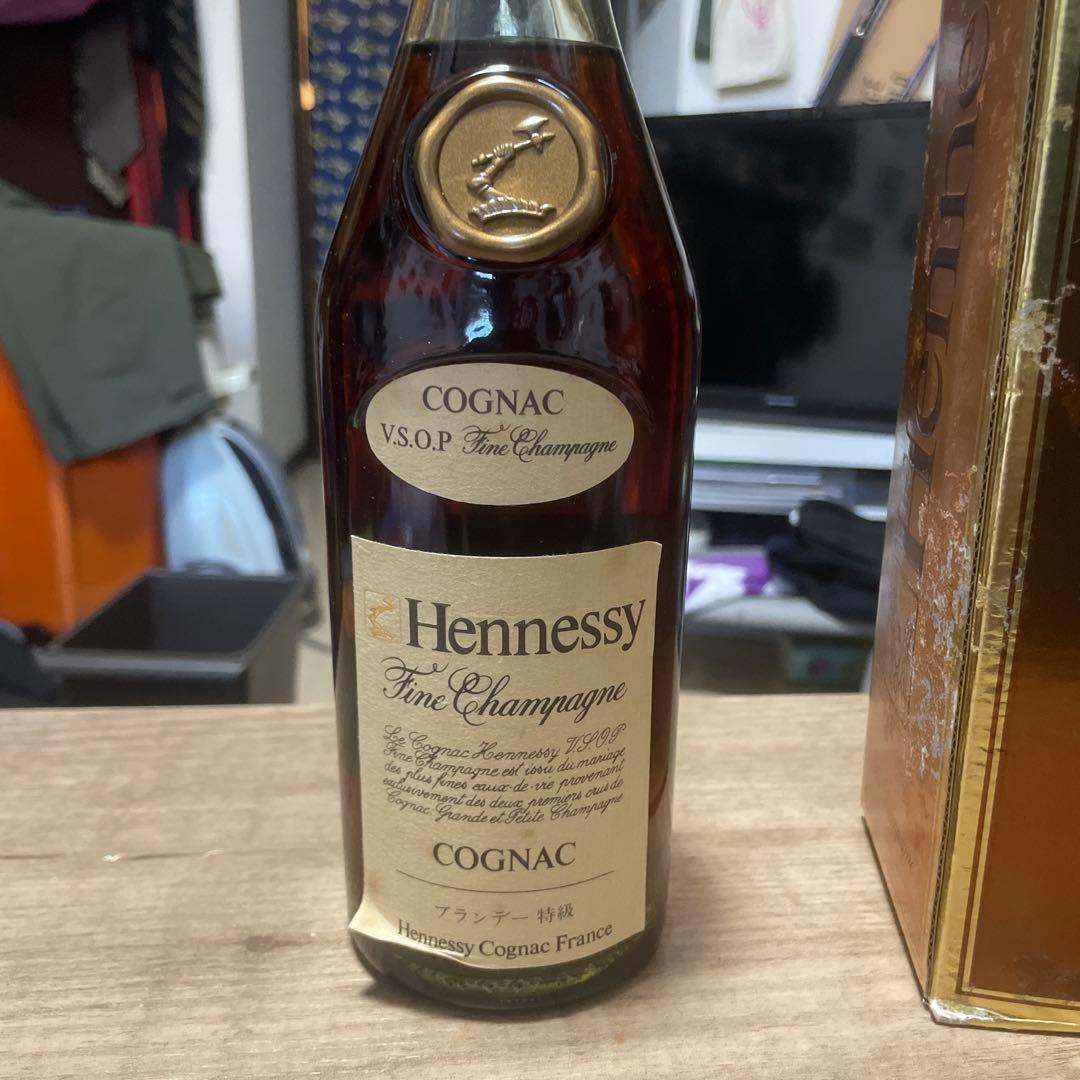 COGNAC
V.S.O.P Fine Champagne
Hennessy
Fine Champagne
Le Cognac Hennessy V.S.O.P
Fine Champagne est issu du mariage
des plus fines eaux-de-vie provenant
exclusivement des deux premiers crus de
Cognac Grande et Petite Champagne
COGNAC
ブランデー 特級
Hennessy Cognac France